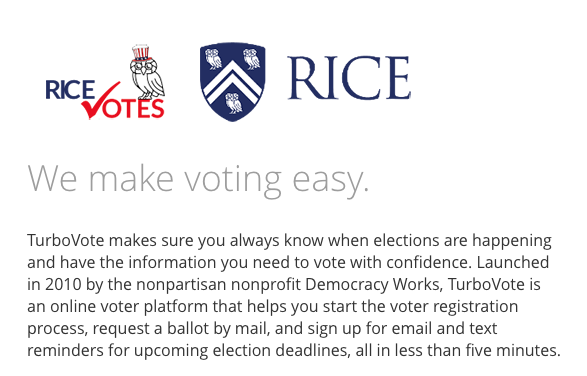 RICE VOTES
RICE
We make voting easy.
TurboVote makes sure you always know when elections are happening
and have the information you need to vote with confidence. Launched
in 2010 by the nonpartisan nonprofit Democracy Works, TurboVote is
an online voter platform that helps you start the voter registration
process, request a ballot by mail, and sign up for email and text
reminders for upcoming election deadlines, all in less than five minutes.